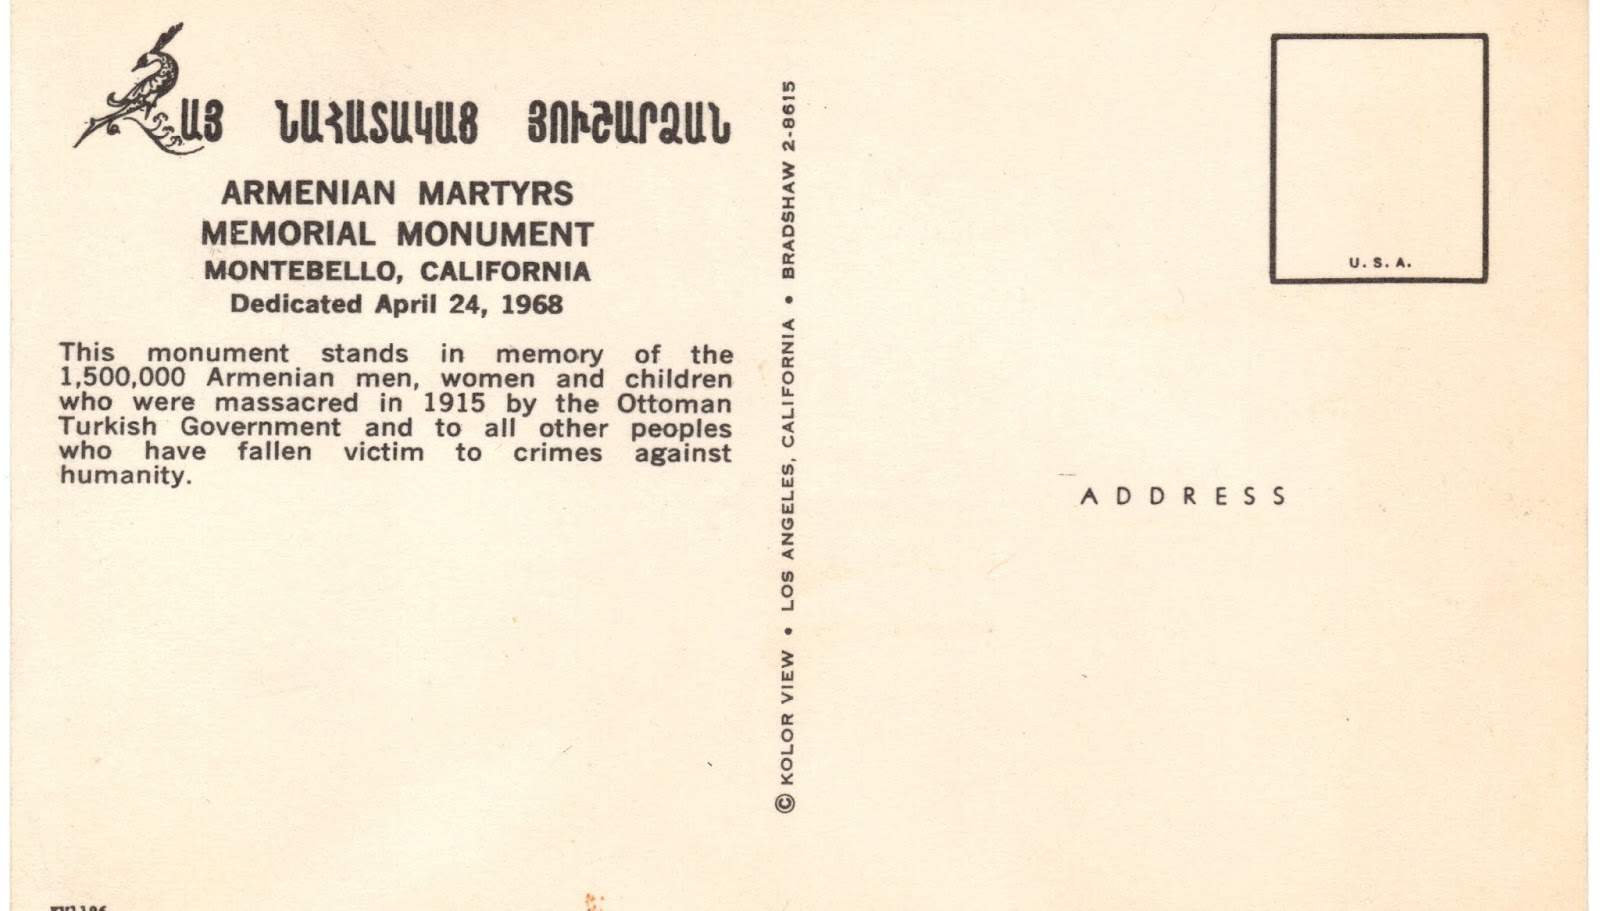 ՀԱՅ ՆԱՀԱՏԱԿԱՑ ՅՈՒՇԱՐՁԱՆ
ARMENIAN MARTYRS
MEMORIAL MONUMENT
MONTEBELLO, CALIFORNIA
Dedicated April 24, 1968
This monument stands in memory of the
1,500,000 Armenian men, women and children
who were massacred in 1915 by the Ottoman
Turkish Government and to all other peoples
who have fallen victim to crimes against
humanity.
© KOLOR VIEW • LOS ANGELES, CALIFORNIA • BRADSHAW 2-8615
U. S. A.
ADDRESS